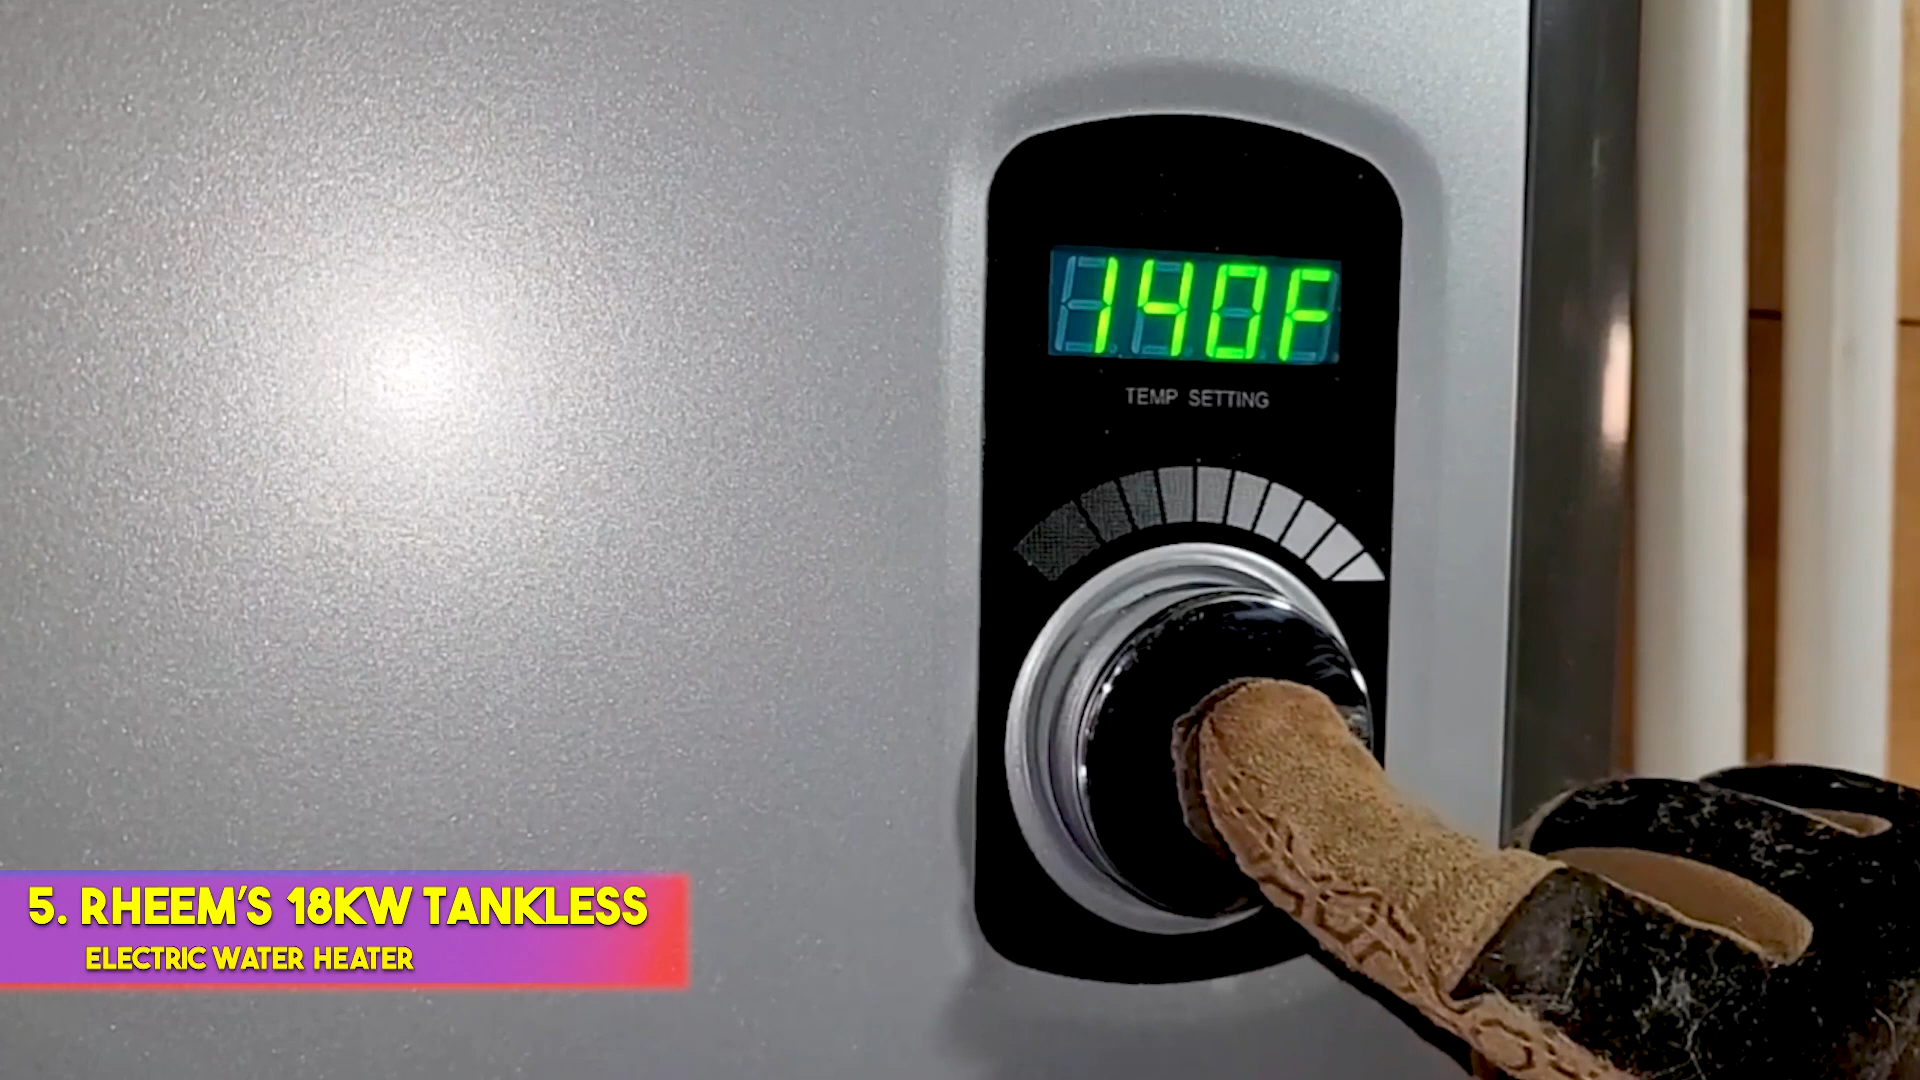 140F
TEMP SETTING
5. RHEEM'S 18KW TANKLESS
ELECTRIC WATER HEATER